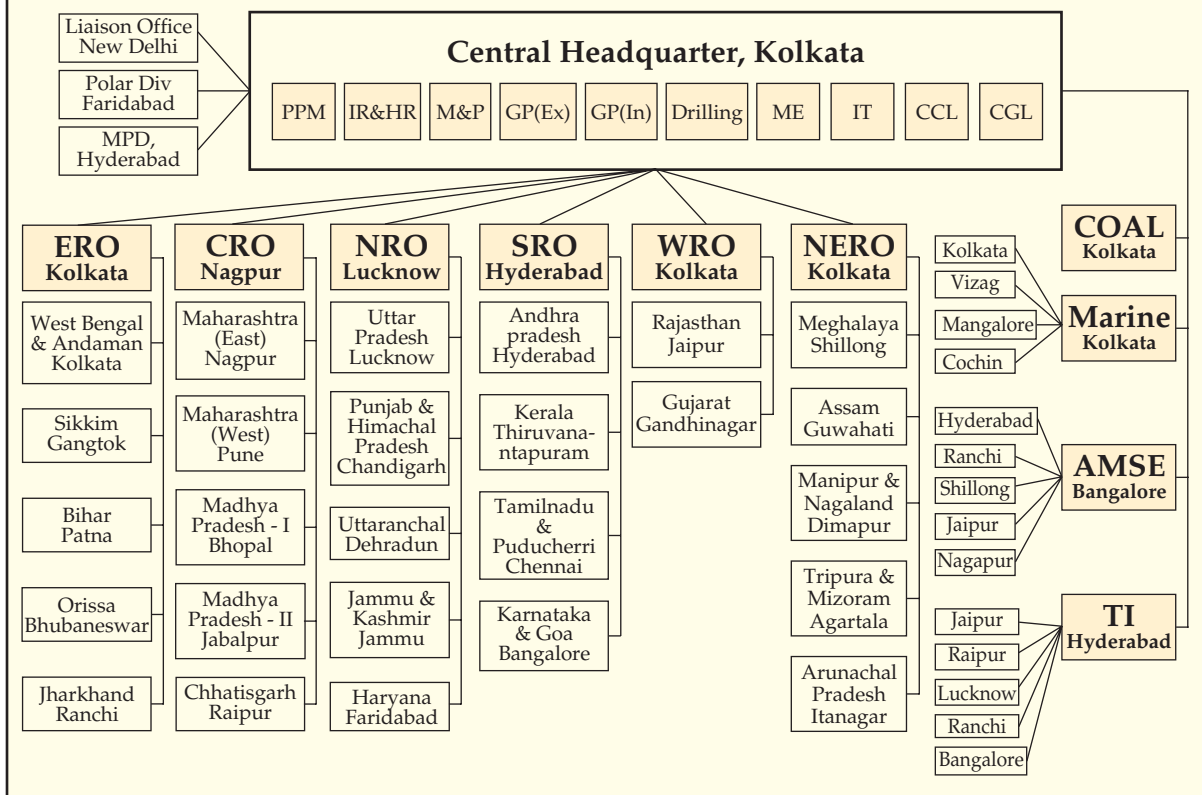 Liaison Office
New Delhi
Polar Div
Faridabad
MPD,
Hyderabad
Central Headquarter, Kolkata
PPM
IR&HR
M&P
GP(Ex)
GP(In)
Drilling
ME
IT
CCL
CGL
ERO
Kolkata
West Bengal
& Andaman
Kolkata
Sikkim
Gangtok
Bihar
Patna
Orissa
Bhubaneswar
Jharkhand
Ranchi
CRO
Nagpur
Maharashtra
(East)
Nagpur
Maharashtra
(West)
Pune
Madhya
Pradesh - I
Bhopal
Madhya
Pradesh - II
Jabalpur
Chhatisgarh
Raipur
NRO
Lucknow
Uttar
Pradesh
Lucknow
Punjab &
Himachal
Pradesh
Chandigarh
Uttaranchal
Dehradun
Jammu &
Kashmir
Jammu
Haryana
Faridabad
SRO
Hyderabad
Andhra
pradesh
Hyderabad
Kerala
Thiruvana-
ntapuram
Tamilnadu
&
Puducherri
Chennai
Karnataka
& Goa
Bangalore
WRO
Kolkata
Rajasthan
Jaipur
Gujarat
Gandhinagar
NERO
Kolkata
Meghalaya
Shillong
Assam
Guwahati
Manipur &
Nagaland
Dimapur
Tripura &
Mizoram
Agartala
Arunachal
Pradesh
Itanagar
COAL
Kolkata
Marine
Kolkata
Kolkata
Vizag
Mangalore
Cochin
AMSE
Bangalore
Hyderabad
Ranchi
Shillong
Jaipur
Nagapur
TI
Hyderabad
Jaipur
Raipur
Lucknow
Ranchi
Bangalore